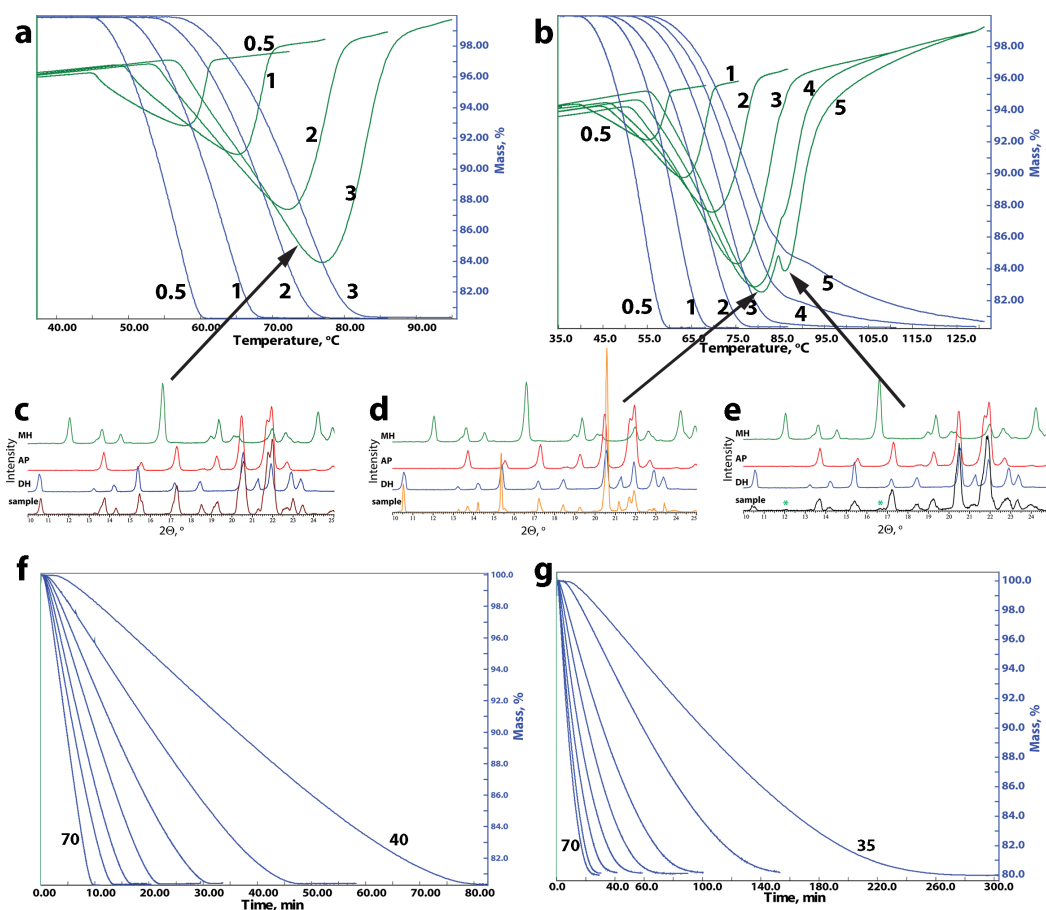 a
0.5
1
2
3
0.5
1
2
3
98.00
96.00
94.00
92.00
90.00
88.00
86.00
84.00
82.00
Mass, %
40.00 50.00 60.00 70.00 80.00 90.00
Temperature, °C
b
0.5
1
2
3
4
5
0.5
1
2
3
4
5
98.00
96.00
94.00
92.00
90.00
88.00
86.00
84.00
82.00
Mass, %
35.0 45.0 55.0 65.0 75.0 85.0 95.0 105.0 115.0 125.0
Temperature, °C
c
Intensity
MH
AP
DH
sample
10 11 12 13 14 15 16 17 18 19 20 21 22 23 24 25
2Θ, °
d
Intensity
MH
AP
DH
sample
10 11 12 13 14 15 16 17 18 19 20 21 22 23 24 25
2Θ, °
e
Intensity
MH
AP
DH
sample
* *
10 11 12 13 14 15 16 17 18 19 20 21 22 23 24
2Θ, °
f
70
40
100.0
98.0
96.0
94.0
92.0
90.0
88.0
86.0
84.0
82.0
Mass, %
0.00 10.00 20.00 30.00 40.00 50.00 60.00 70.00 80.00
Time, min
g
70
35
100.0
98.0
96.0
94.0
92.0
90.0
88.0
86.0
84.0
82.0
80.0
Mass, %
0.0 60.0 100.0 140.0 180.0 220.0 260.0 300.0
Time, min